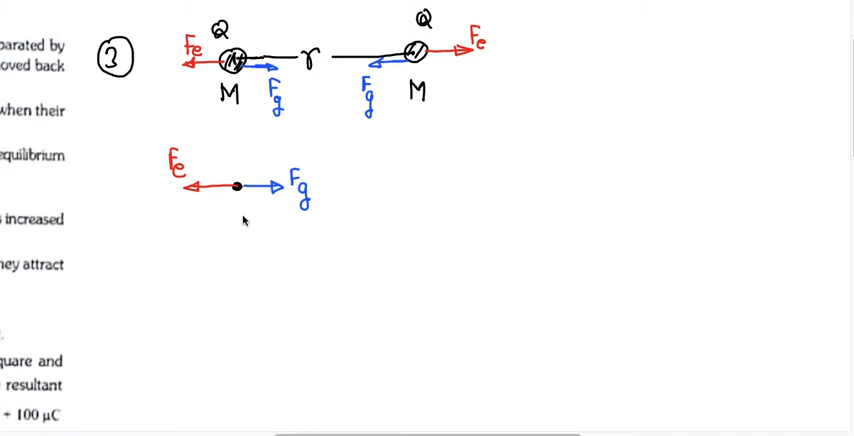 parated by
oved back
when their
equilibrium
s increased
ney attract
quare and
resultant
+ 100 μC
3
Q Q
Fe r Fe
M Fg Fg M
Fe Fg